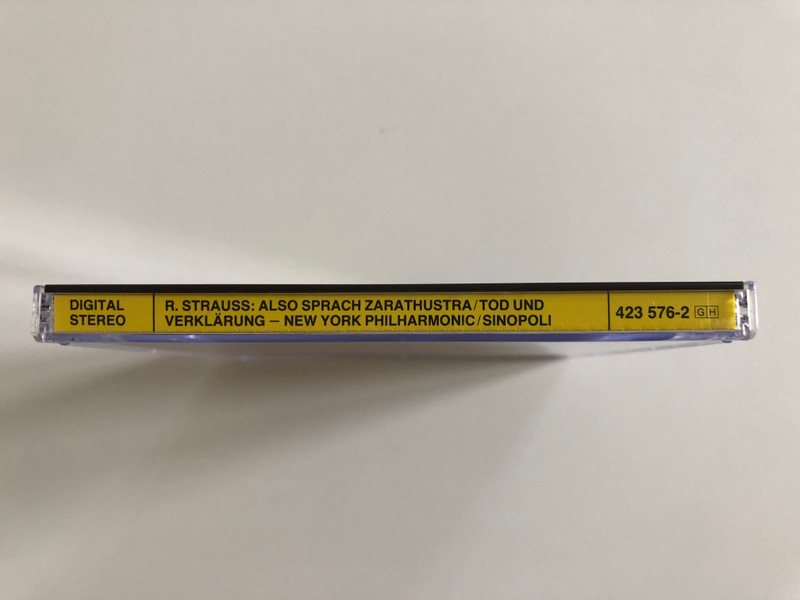 DIGITAL
STEREO
R. STRAUSS: ALSO SPRACH ZARATHUSTRA/TOD UND
VERKLÄRUNG – NEW YORK PHILHARMONIC/SINOPOLI
423 576-2 GH